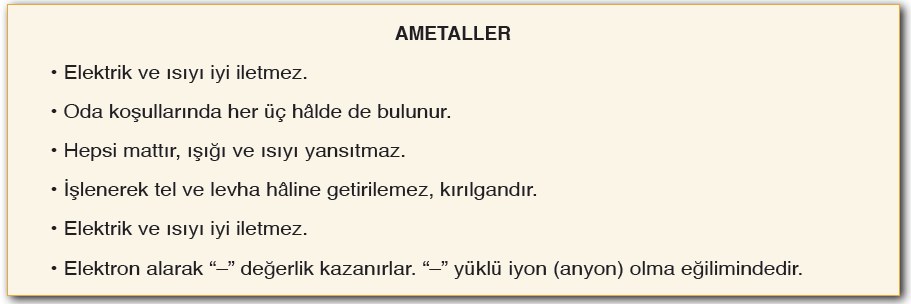 AMETALLER
• Elektrik ve ısıyı iyi iletmez.
• Oda koşullarında her üç hâlde de bulunur.
• Hepsi mattır, ışığı ve ısıyı yansıtmaz.
• İşlenerek tel ve levha hâline getirilemez, kırılgandır.
• Elektrik ve ısıyı iyi iletmez.
• Elektron alarak “–” değerlik kazanırlar. “–” yüklü iyon (anyon) olma eğilimindedir.